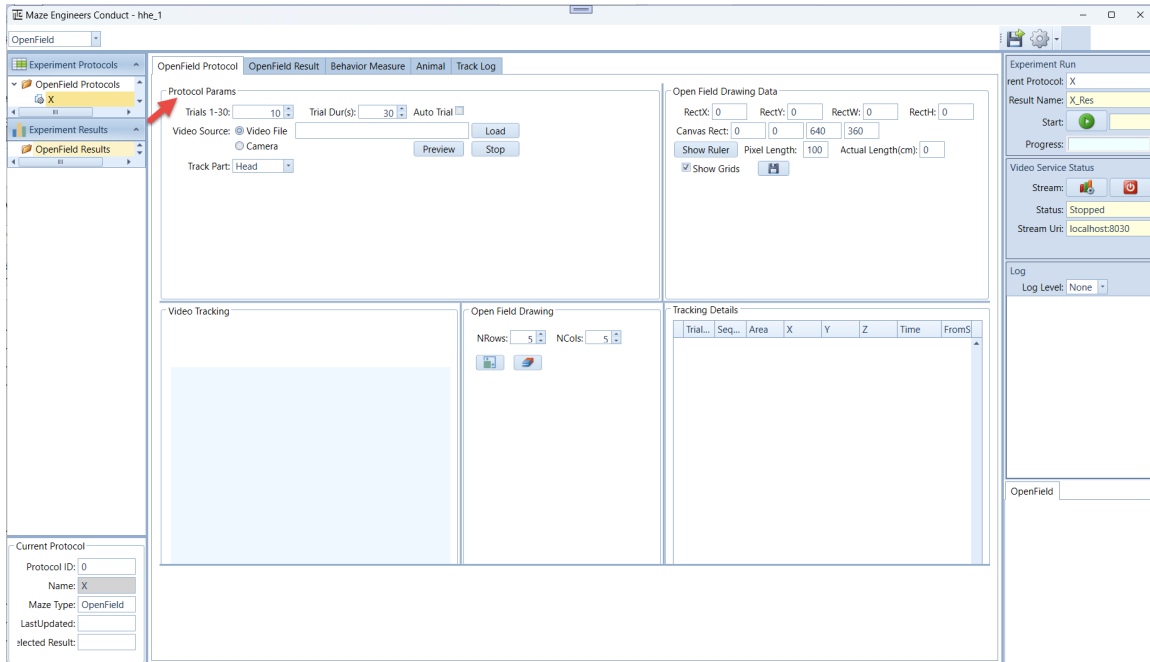 Maze Engineers Conduct - hhe_1
OpenField
Experiment Protocols
OpenField Protocols
X
Experiment Results
OpenField Results
Current Protocol
Protocol ID: 0
Name: X
Maze Type: OpenField
LastUpdated:
elected Result:
OpenField Protocol OpenField Result Behavior Measure Animal Track Log
Protocol Params
Trials 1-30: 10 Trial Dur(s): 30 Auto Trial
Video Source: Video File Load
Camera Preview Stop
Track Part: Head
Open Field Drawing Data
RectX: 0 RectY: 0 RectW: 0 RectH: 0
Canvas Rect: 0 0 640 360
Show Ruler Pixel Length: 100 Actual Length(cm): 0
Show Grids
Video Tracking
Open Field Drawing
NRows: 5 NCols: 5
Tracking Details
Trial... Seq... Area X Y Z Time FromS
Experiment Run
rent Protocol: X
Result Name: X_Res
Start:
Progress:
Video Service Status
Stream:
Status: Stopped
Stream Uri: localhost:8030
Log
Log Level: None
OpenField